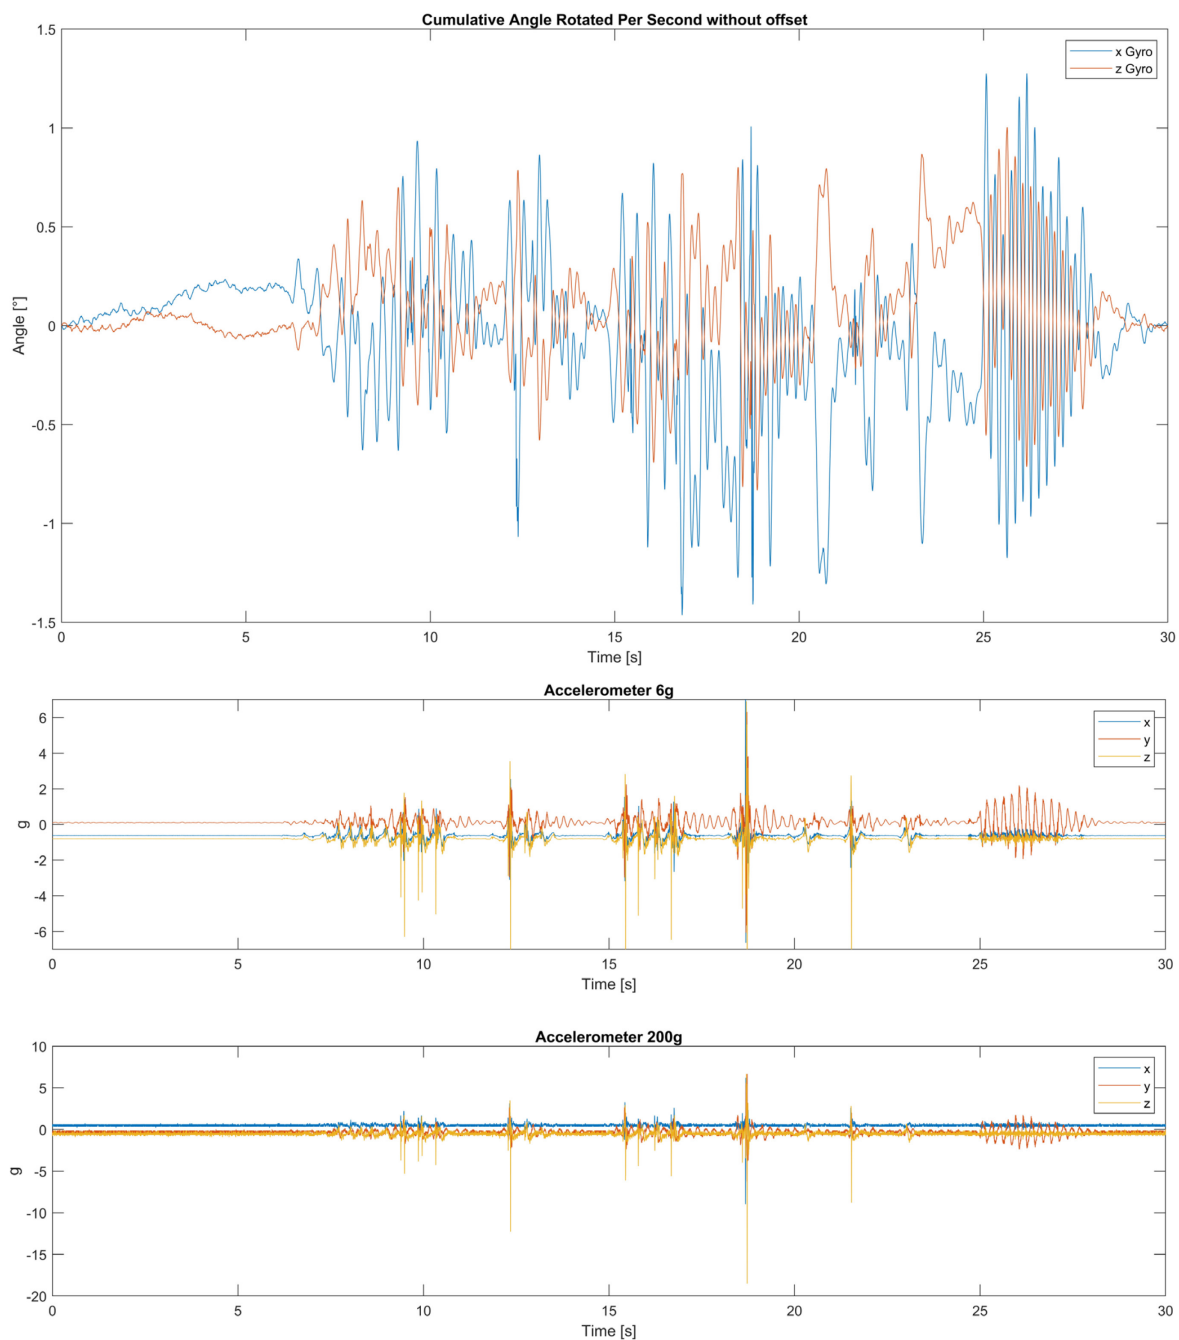 Cumulative Angle Rotated Per Second without offset
1.5
1
0.5
0
-0.5
-1
-1.5
Angle [°]
x Gyro
z Gyro
0 5 10 15 20 25 30
Time [s]
Accelerometer 6g
6
4
2
0
-2
-4
-6
g
x
y
z
0 5 10 15 20 25 30
Time [s]
Accelerometer 200g
10
5
0
-5
-10
-15
-20
g
x
y
z
0 5 10 15 20 25 30
Time [s]